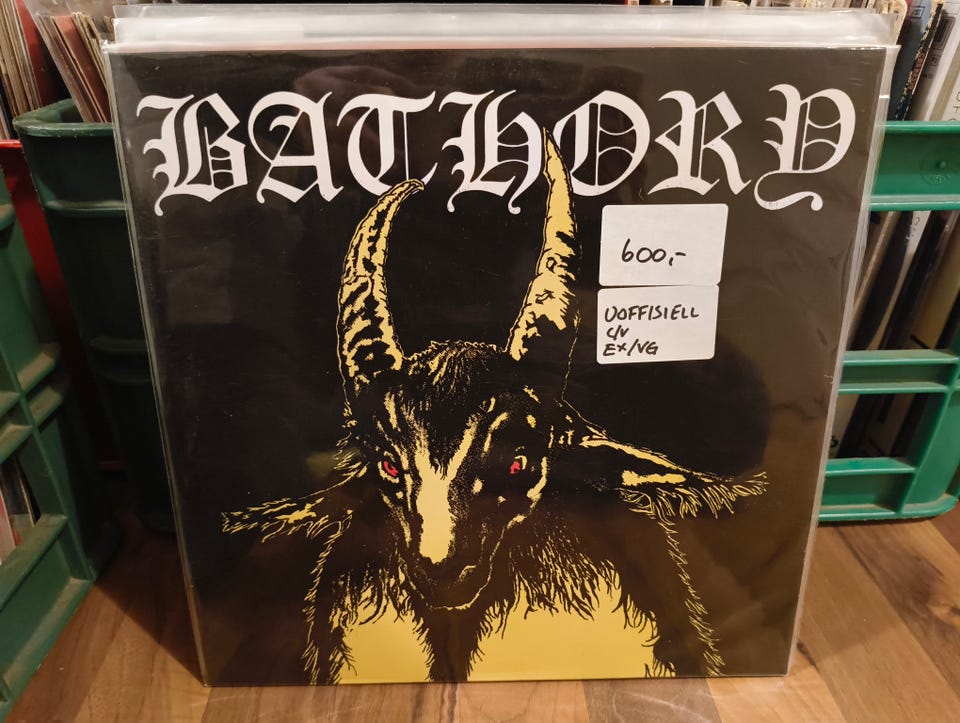 BATHORY
600,-
UOFFISIELL
C/V
EX/VG